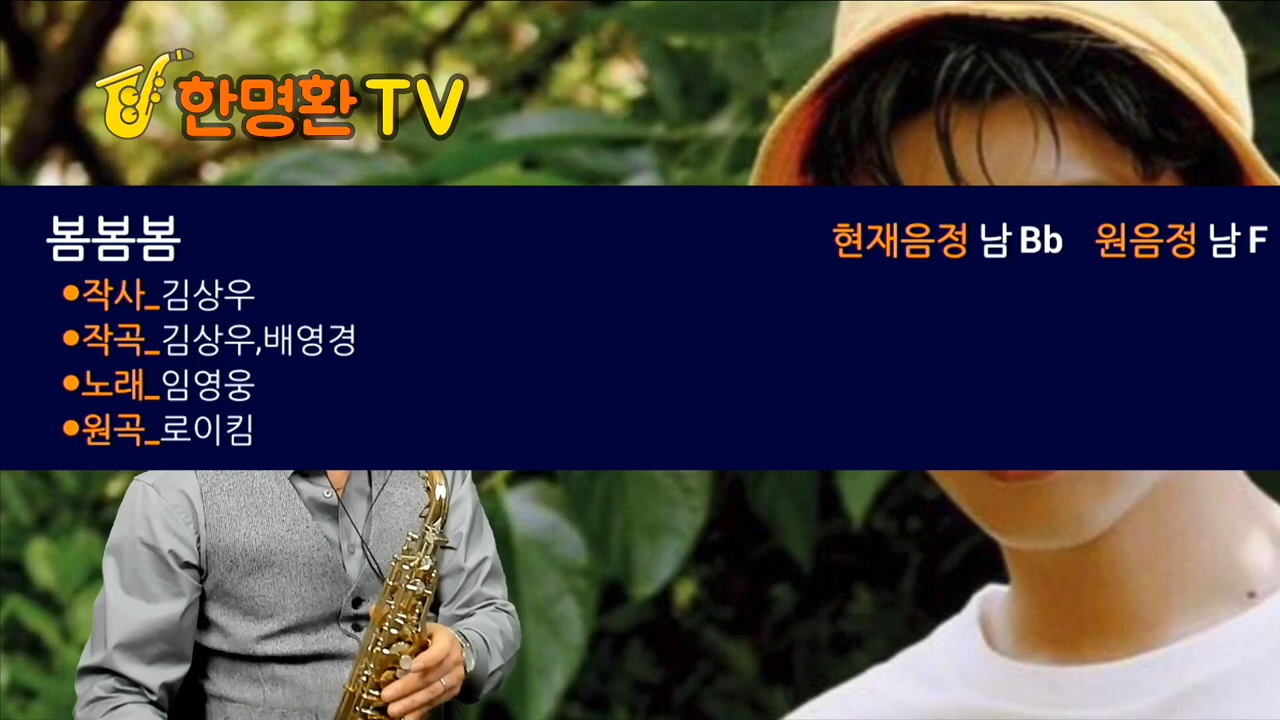 한명환TV
봄봄봄
현재음정 남 Bb 원음정 남 F
●작사_김상우
●작곡_김상우,배영경
●노래_임영웅
●원곡_로이킴